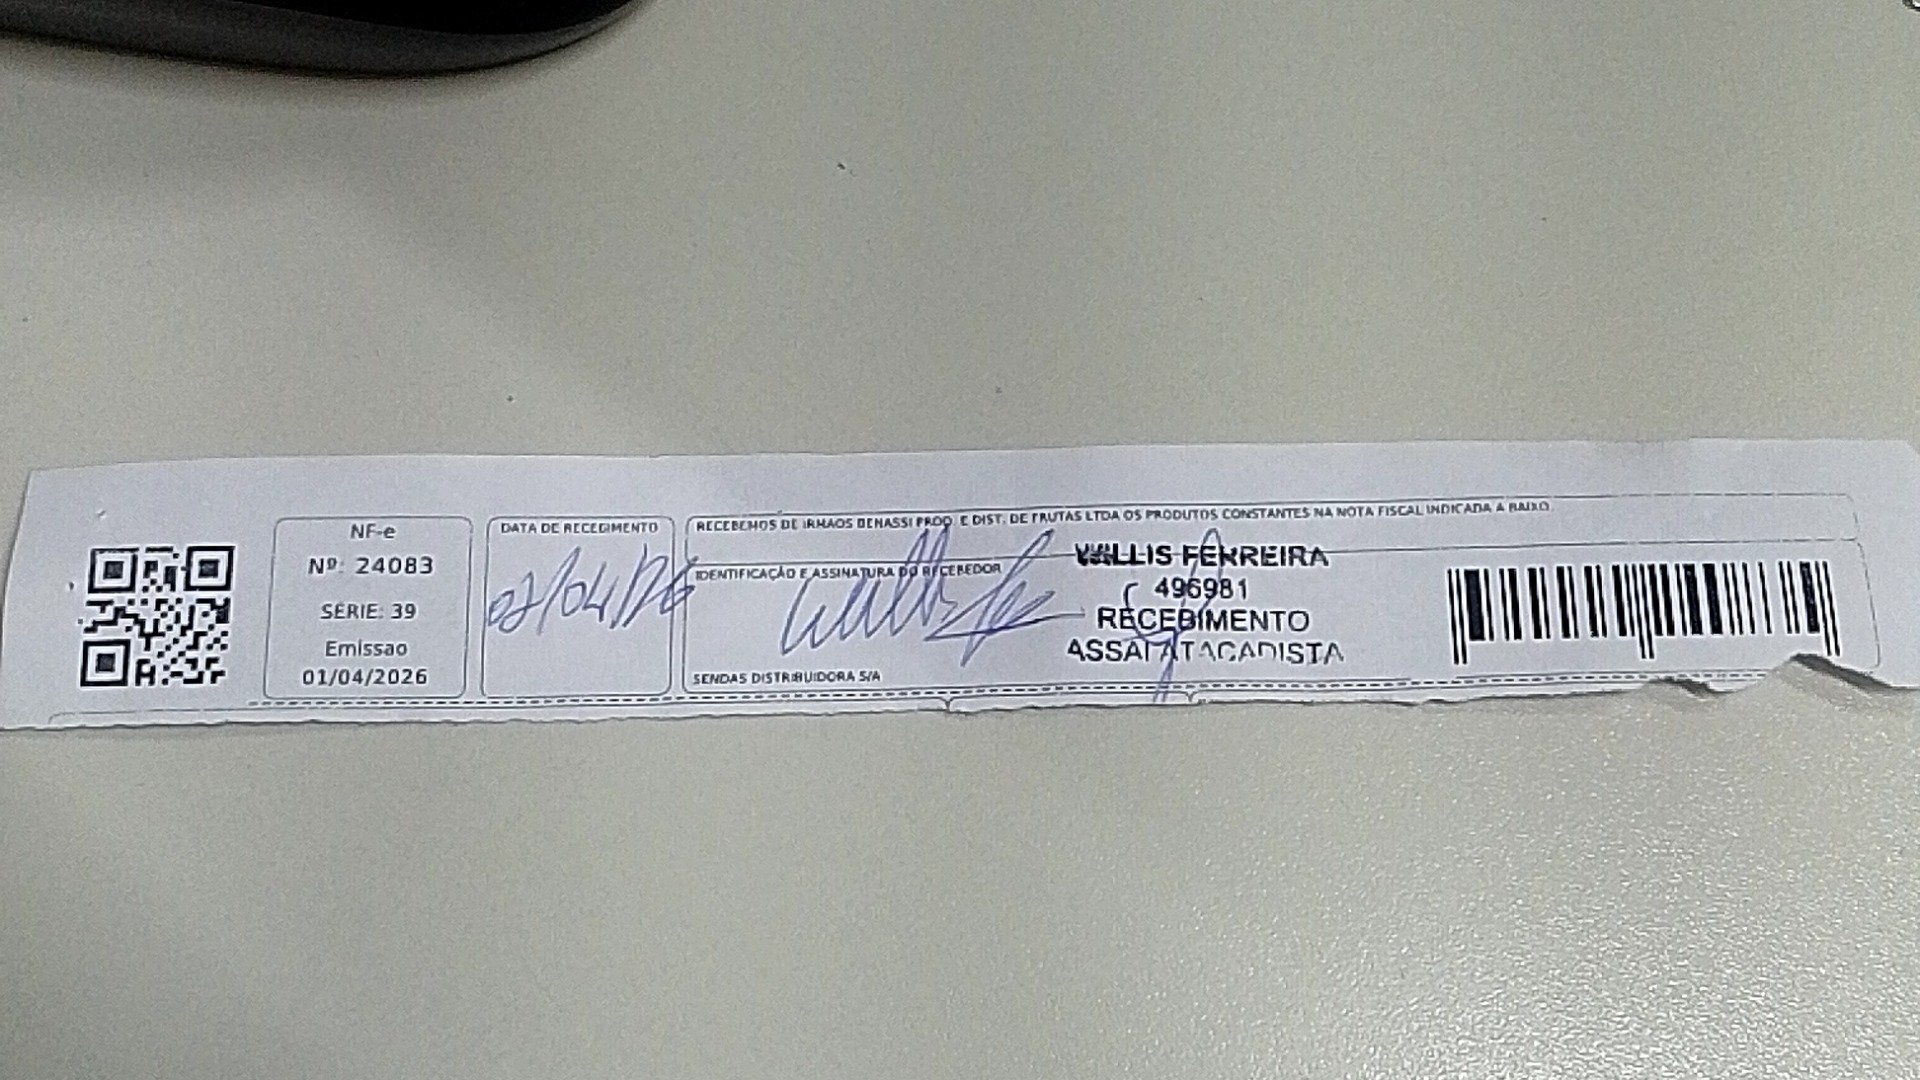 NF-e
Nº: 24083
SÉRIE: 39
Emissao
01/04/2026
DATA DE RECEBIMENTO
02/04/26
RECEBEMOS DE IRMAOS BENASSI PROD. E DIST. DE FRUTAS LTDA OS PRODUTOS CONSTANTES NA NOTA FISCAL INDICADA A BAIXO.
IDENTIFICAÇÃO E ASSINATURA DO RECEBEDOR
WILLIS FERREIRA
496981
RECEBIMENTO
ASSAI ATACADISTA
SENDAS DISTRIBUIDORA S/A